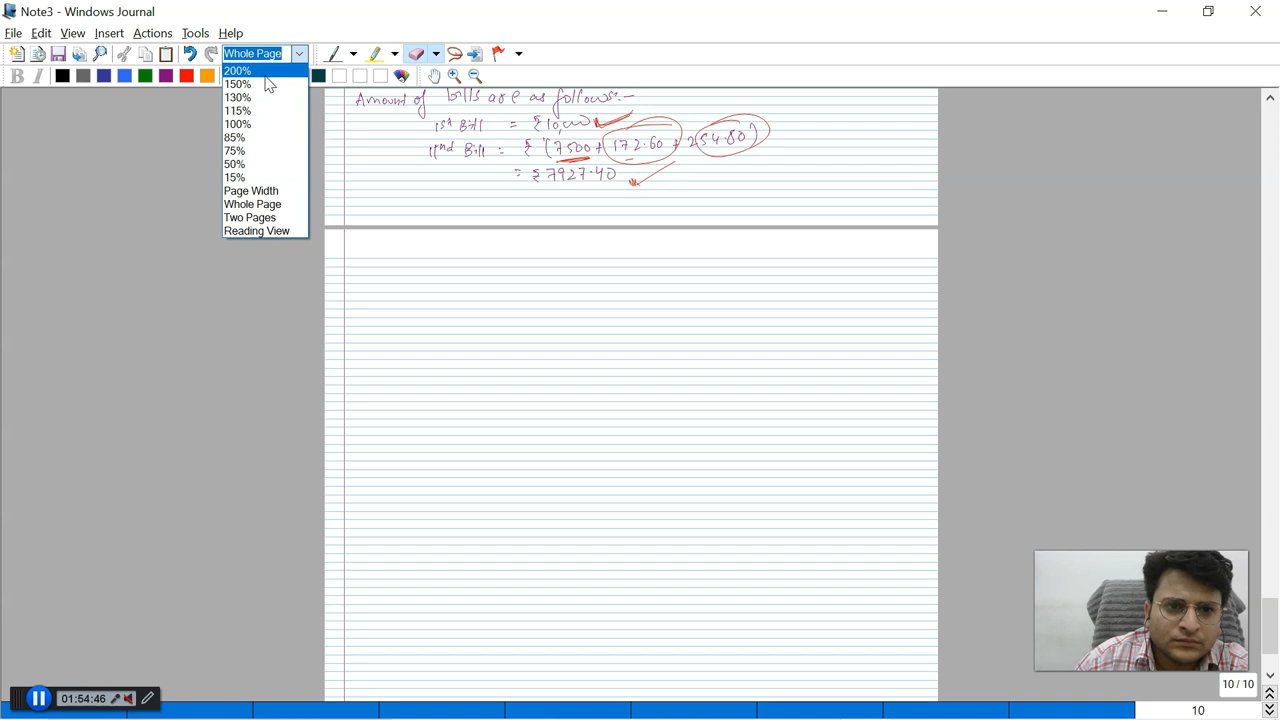 Note3 - Windows Journal
File Edit View Insert Actions Tools Help
Whole Page
B I
200%
150%
130%
115%
100%
85%
75%
50%
15%
Page Width
Whole Page
Two Pages
Reading View
Amount of bills are as follows:-
Ist Bill = ₹10,000
IInd Bill = ₹ (7500 + 172.60 + 254.80)
= ₹7927.40
10 / 10
01:54:46
10